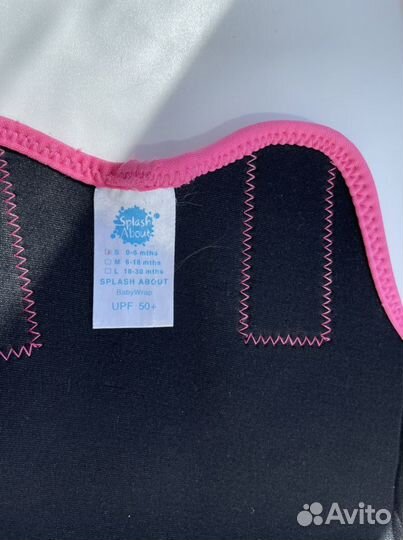 Splash
About
S 0-6 mths
M 6-18 mths
L 18-30 mths
SPLASH ABOUT
BabyWrap
UPF 50+
Avito